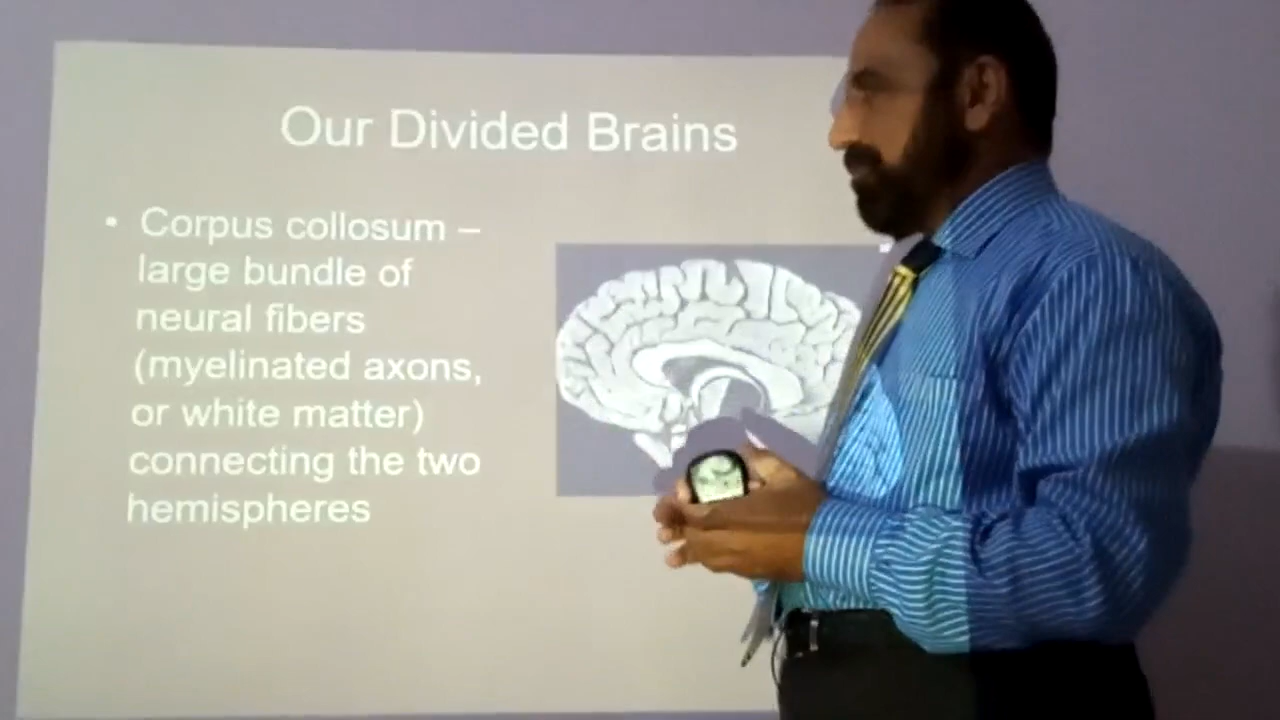 Our Divided Brains
• Corpus collosum –
large bundle of
neural fibers
(myelinated axons,
or white matter)
connecting the two
hemispheres